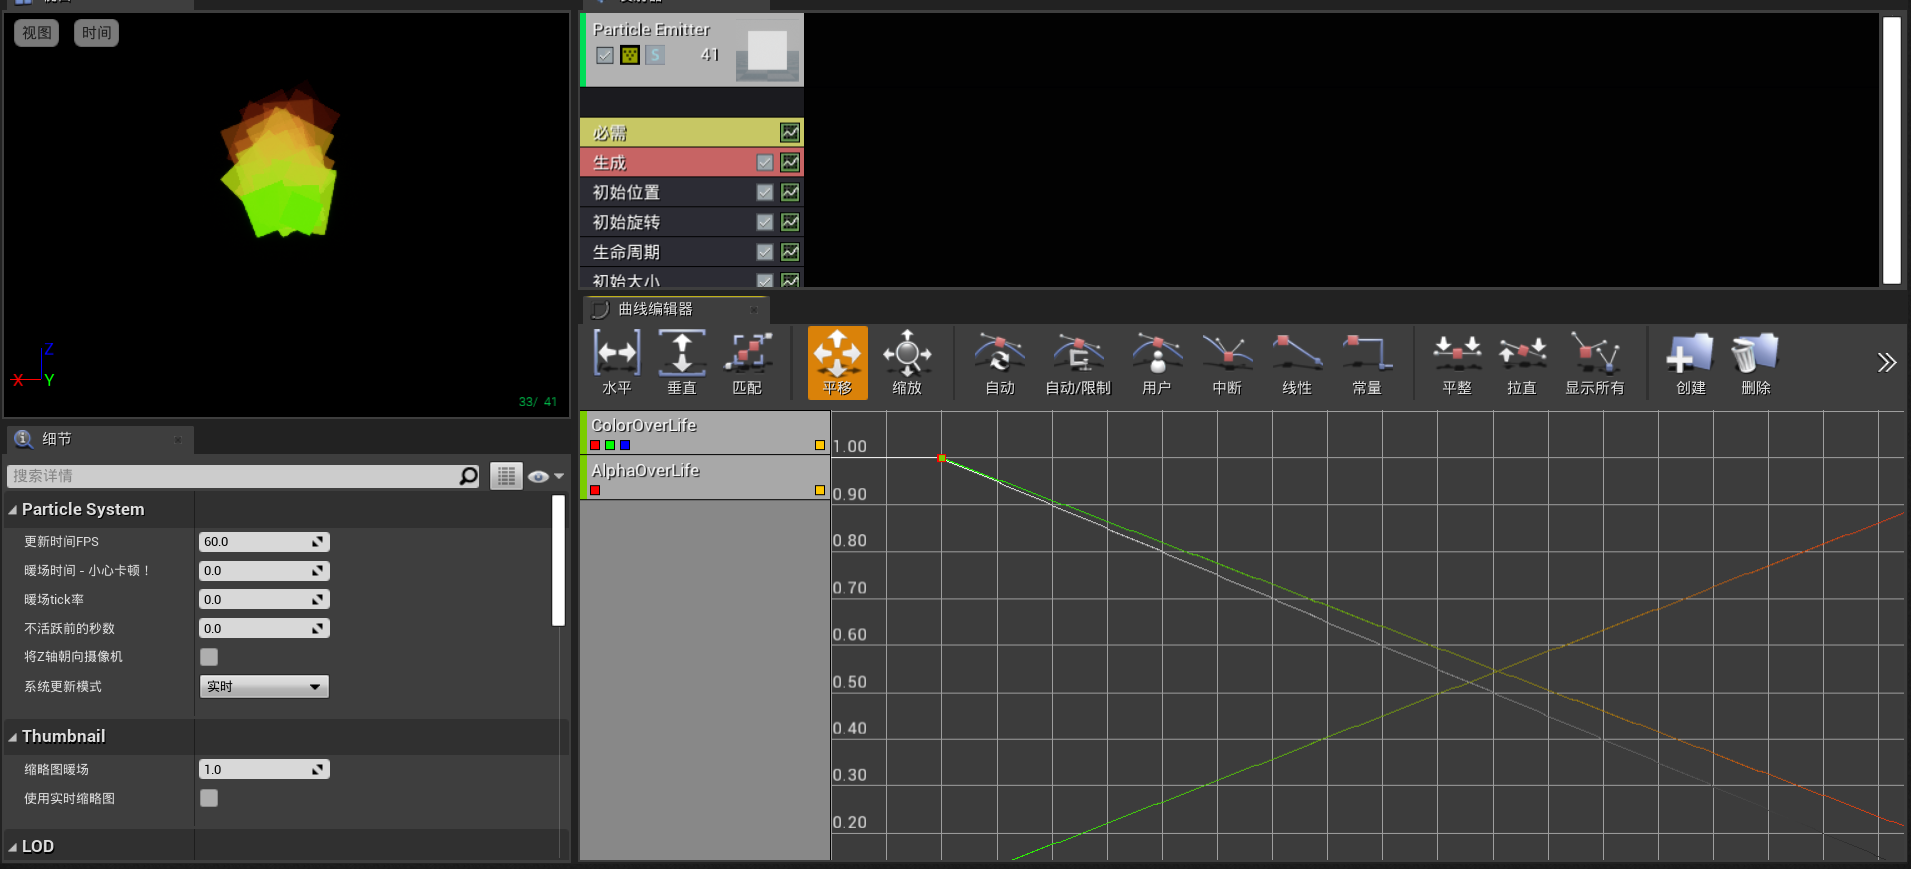 视图
时间
Z
X
Y
33/ 41
Particle Emitter
S
41
必需
生成
初始位置
初始旋转
生命周期
初始大小
曲线编辑器
水平
垂直
匹配
平移
缩放
自动
自动/限制
用户
中断
线性
常量
平整
拉直
显示所有
创建
删除
ColorOverLife
AlphaOverLife
1.00
0.90
0.80
0.70
0.60
0.50
0.40
0.30
0.20
细节
搜索详情
Particle System
更新时间FPS
60.0
暖场时间 - 小心卡顿！
0.0
暖场tick率
0.0
不活跃前的秒数
0.0
将Z轴朝向摄像机
系统更新模式
实时
Thumbnail
缩略图暖场
1.0
使用实时缩略图
LOD